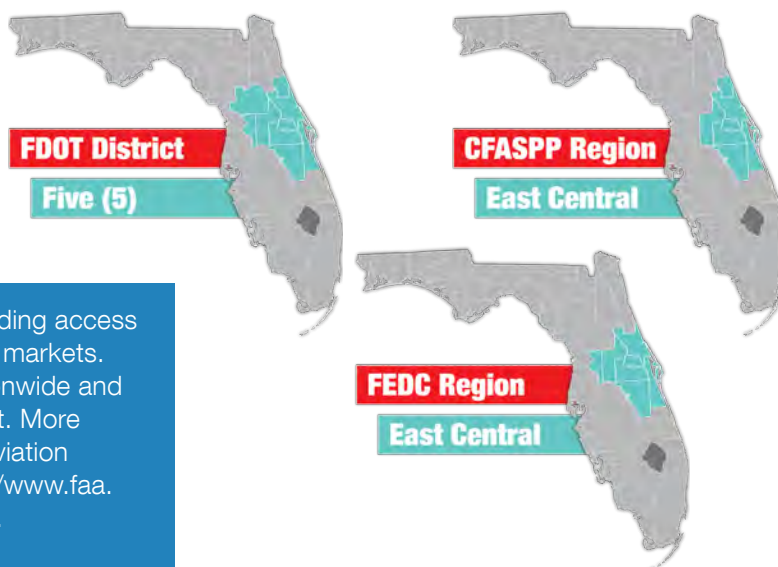 FDOT District
Five (5)
CFASPP Region
East Central
FEDC Region
East Central
ding access
markets.
nwide and
t. More
viation
/www.faa.